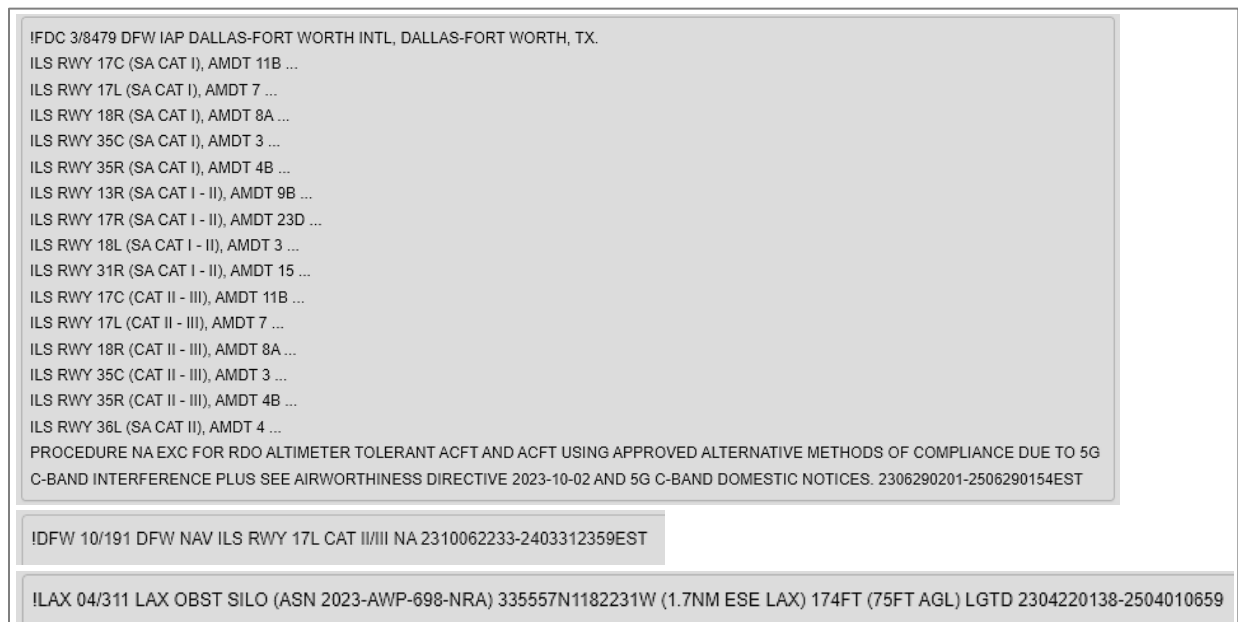 !FDC 3/8479 DFW IAP DALLAS-FORT WORTH INTL, DALLAS-FORT WORTH, TX.
ILS RWY 17C (SA CAT I), AMDT 11B ...
ILS RWY 17L (SA CAT I), AMDT 7 ...
ILS RWY 18R (SA CAT I), AMDT 8A ...
ILS RWY 35C (SA CAT I), AMDT 3 ...
ILS RWY 35R (SA CAT I), AMDT 4B ...
ILS RWY 13R (SA CAT I - II), AMDT 9B ...
ILS RWY 17R (SA CAT I - II), AMDT 23D ...
ILS RWY 18L (SA CAT I - II), AMDT 3 ...
ILS RWY 31R (SA CAT I - II), AMDT 15 ...
ILS RWY 17C (CAT II - III), AMDT 11B ...
ILS RWY 17L (CAT II - III), AMDT 7 ...
ILS RWY 18R (CAT II - III), AMDT 8A ...
ILS RWY 35C (CAT II - III), AMDT 3 ...
ILS RWY 35R (CAT II - III), AMDT 4B ...
ILS RWY 36L (SA CAT II), AMDT 4 ...
PROCEDURE NA EXC FOR RDO ALTIMETER TOLERANT ACFT AND ACFT USING APPROVED ALTERNATIVE METHODS OF COMPLIANCE DUE TO 5G
C-BAND INTERFERENCE PLUS SEE AIRWORTHINESS DIRECTIVE 2023-10-02 AND 5G C-BAND DOMESTIC NOTICES. 2306290201-2506290154EST
!DFW 10/191 DFW NAV ILS RWY 17L CAT II/III NA 2310062233-2403312359EST
!LAX 04/311 LAX OBST SILO (ASN 2023-AWP-698-NRA) 335557N1182231W (1.7NM ESE LAX) 174FT (75FT AGL) LGTD 2304220138-2504010659